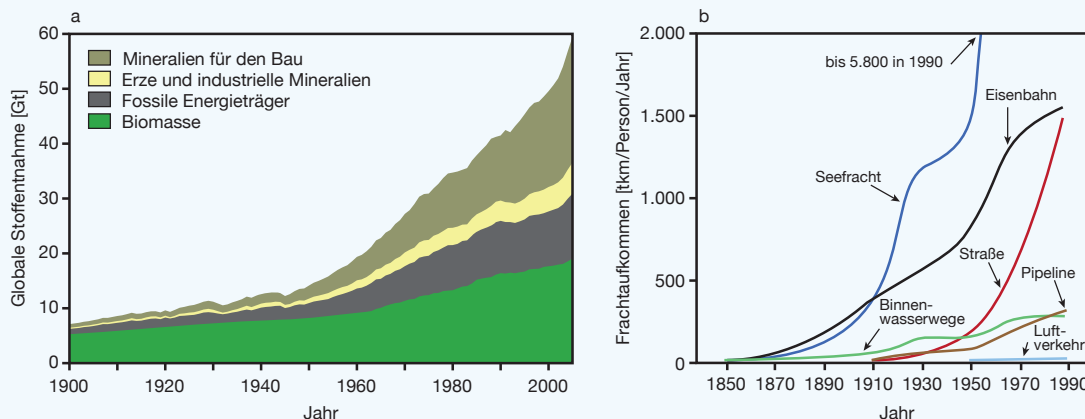 a
Globale Stoffentnahme [Gt]
60
50
40
30
20
10
0
Mineralien für den Bau
Erze und industrielle Mineralien
Fossile Energieträger
Biomasse
1900
1920
1940
1960
1980
2000
Jahr
b
Frachtaufkommen [tkm/Person/Jahr]
2.000
1.500
1.000
500
0
bis 5.800 in 1990
Eisenbahn
Seefracht
Straße
Pipeline
Binnen-
wasserwege
Luft-
verkehr
1850
1870
1890
1910
1930
1950
1970
1990
Jahr